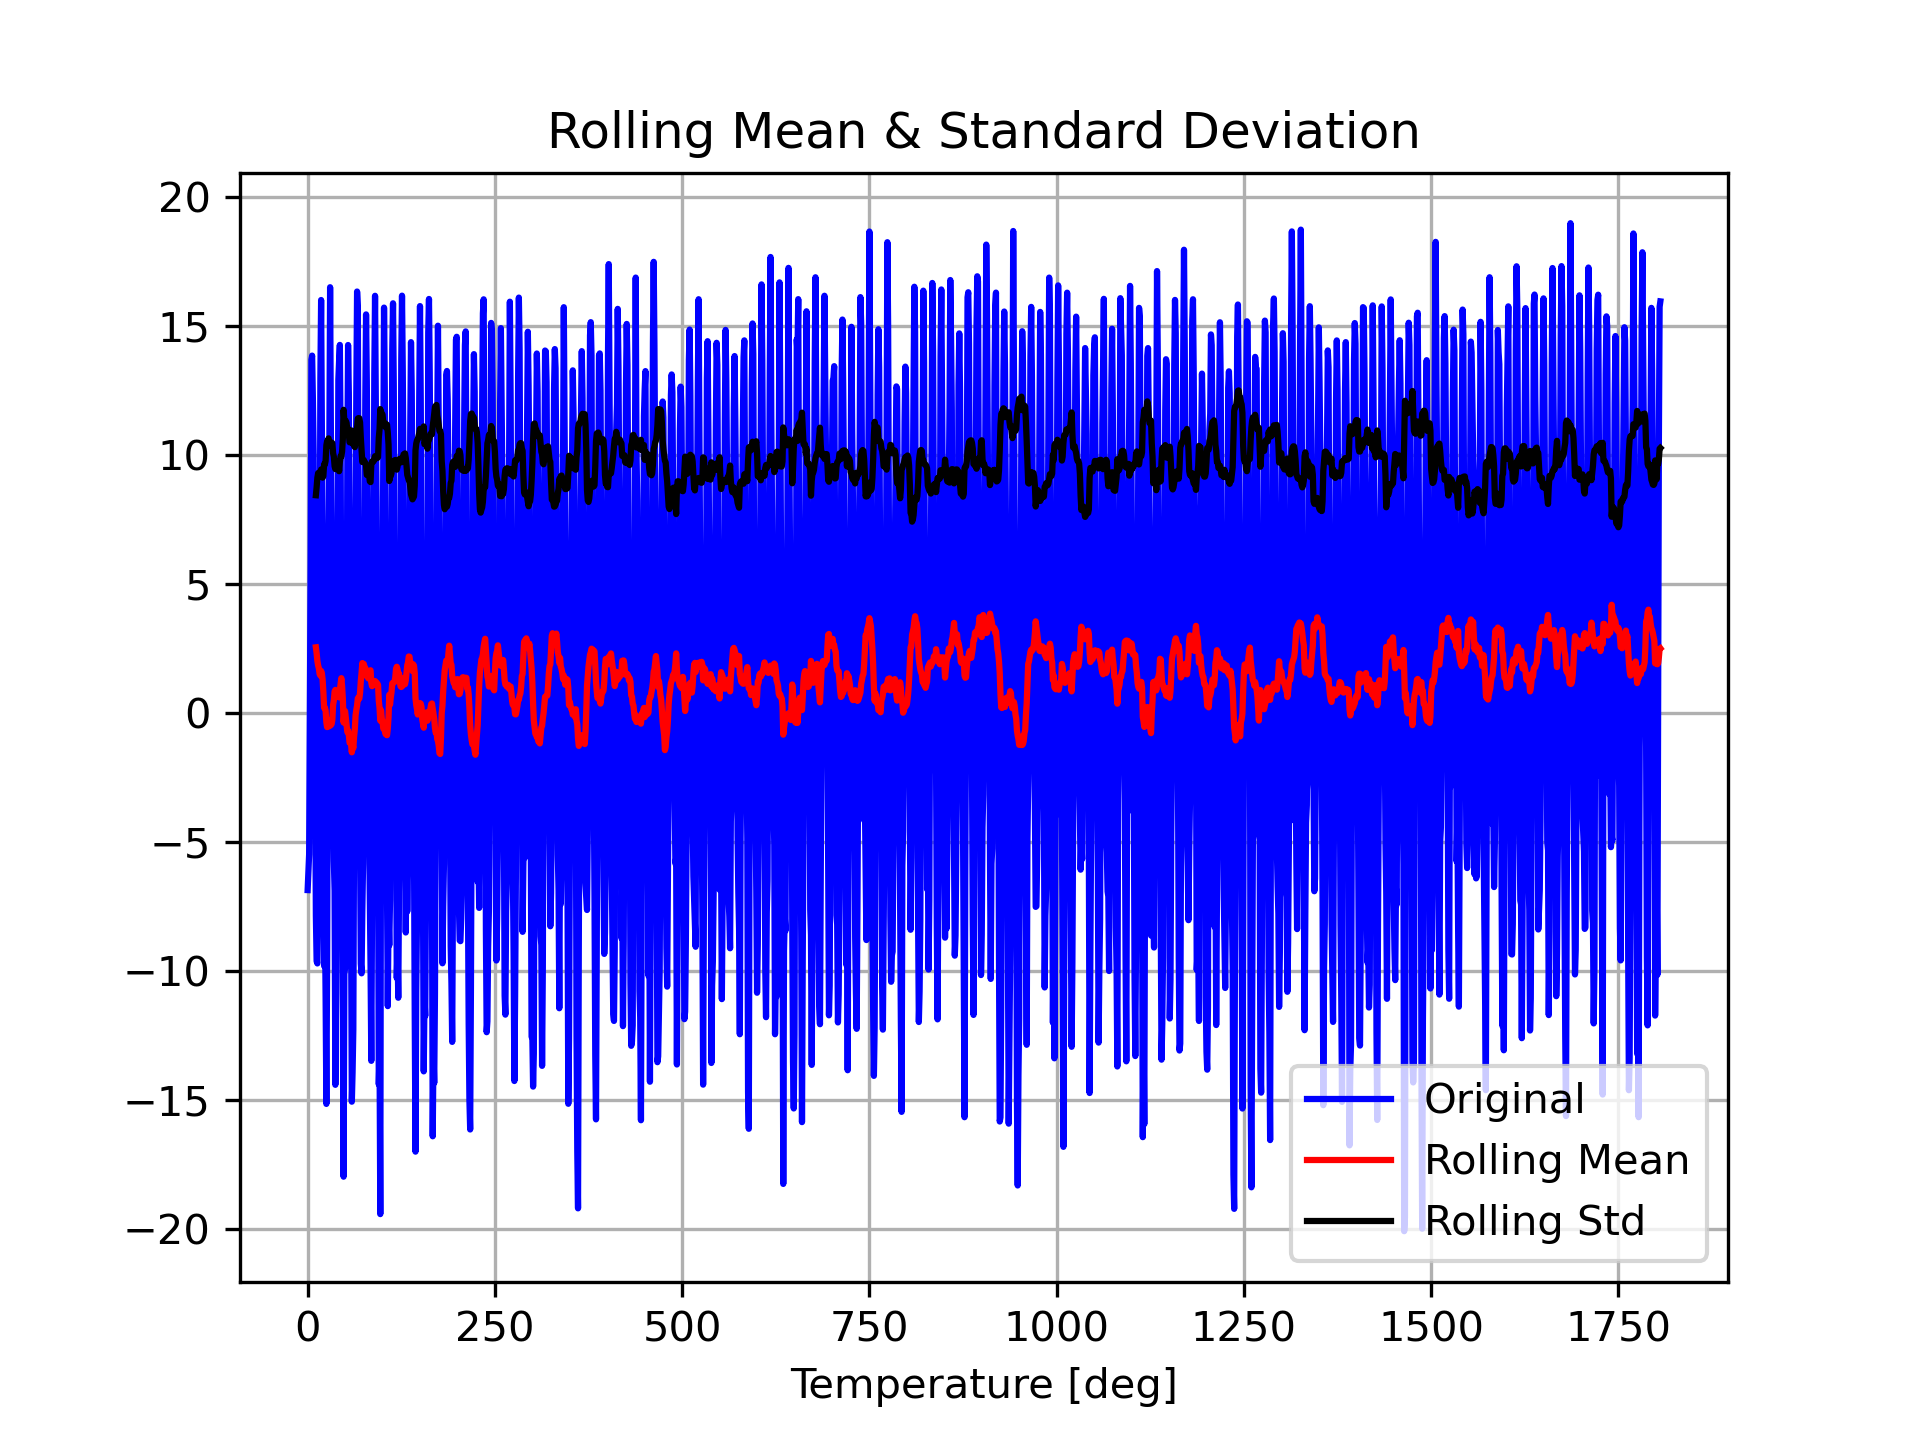 Rolling Mean & Standard Deviation
20
15
10
5
0
−5
−10
−15
−20
Original
Rolling Mean
Rolling Std
0 250 500 750 1000 1250 1500 1750
Temperature [deg]